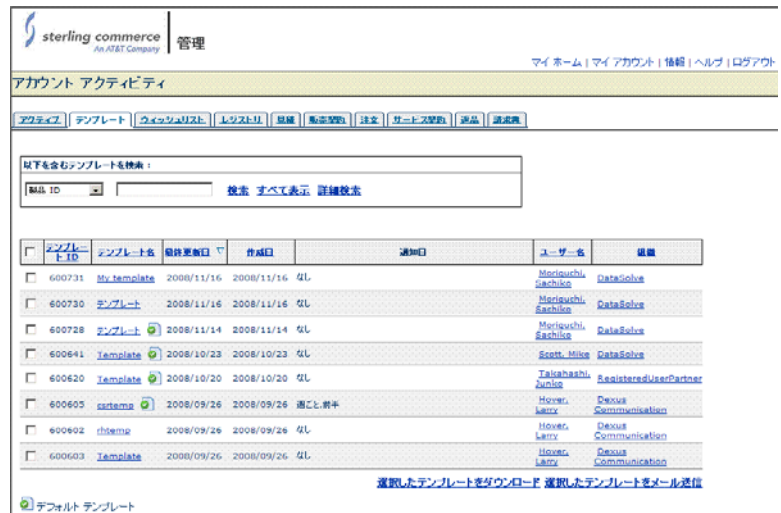 sterling commerce
An AT&T Company
管理
マイ ホーム | マイ アカウント | 情報 | ヘルプ | ログアウト
アカウント アクティビティ
アクティブ テンプレート ウィッシュリスト レジストリ 見積 販売契約 注文 サービス契約 返品 請求書
以下を含むテンプレートを検索：
製品 ID 検索 すべて表示 詳細検索
テンプレート ID テンプレート名 最終更新日 作成日 通知日 ユーザー名 組織
600731 My template 2008/11/16 2008/11/16 なし Moriguchi, Sachiko DataSolve
600730 テンプレート 2008/11/16 2008/11/16 なし Moriguchi, Sachiko DataSolve
600728 テンプレート 2008/11/14 2008/11/14 なし Moriguchi, Sachiko DataSolve
600641 Template 2008/10/23 2008/10/23 なし Scott, Mike DataSolve
600620 Template 2008/10/20 2008/10/20 なし Takahashi, Junko RegisteredUserPartner
600605 csrtemp 2008/09/26 2008/09/26 週ごと,前半 Hover, Larry Dexus Communication
600602 rhtemp 2008/09/26 2008/09/26 なし Hover, Larry Dexus Communication
600603 Template 2008/09/26 2008/09/26 なし Hover, Larry Dexus Communication
選択したテンプレートをダウンロード 選択したテンプレートをメール送信
デフォルト テンプレート